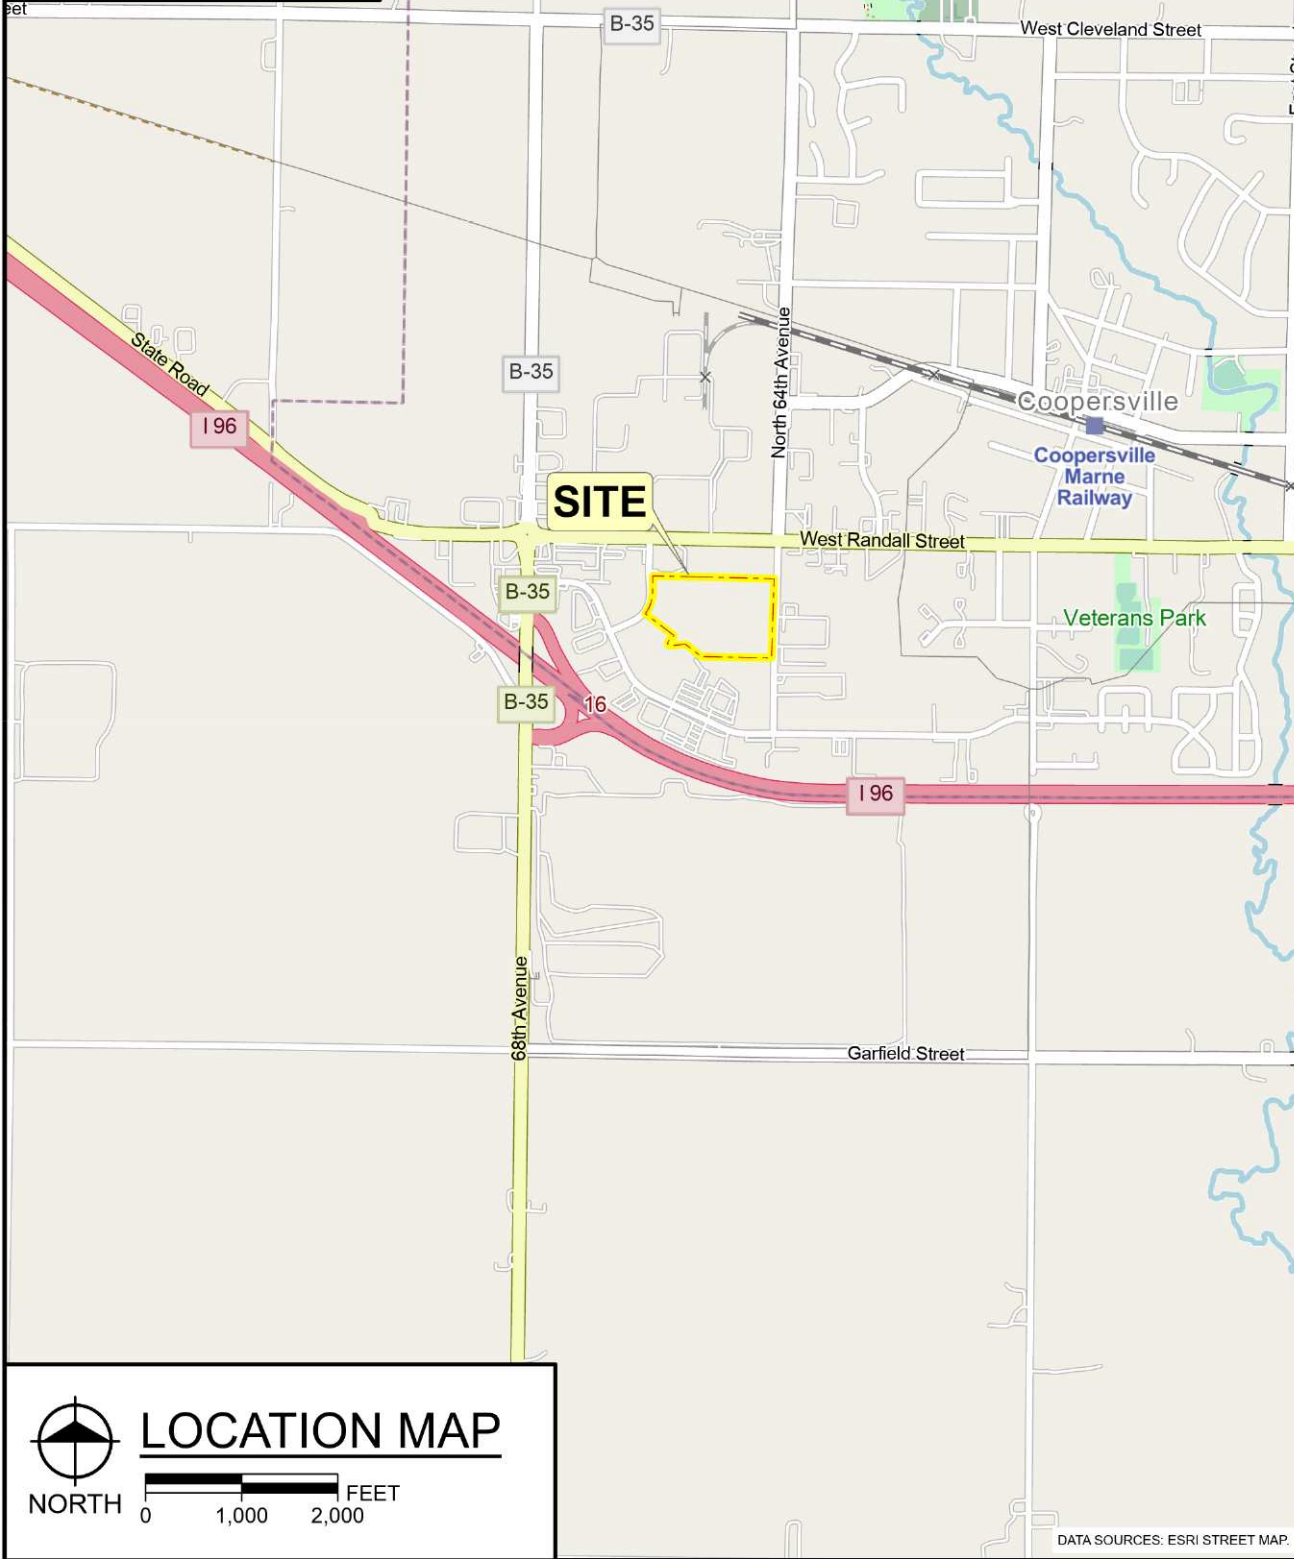 eet
B-35
West Cleveland Street
State Road
B-35
North 64th Avenue
I 96
Coopersville
Coopersville
Marne
Railway
SITE
West Randall Street
B-35
Veterans Park
B-35
16
I 96
68th Avenue
Garfield Street
LOCATION MAP
NORTH
FEET
0 1,000 2,000
DATA SOURCES: ESRI STREET MAP.